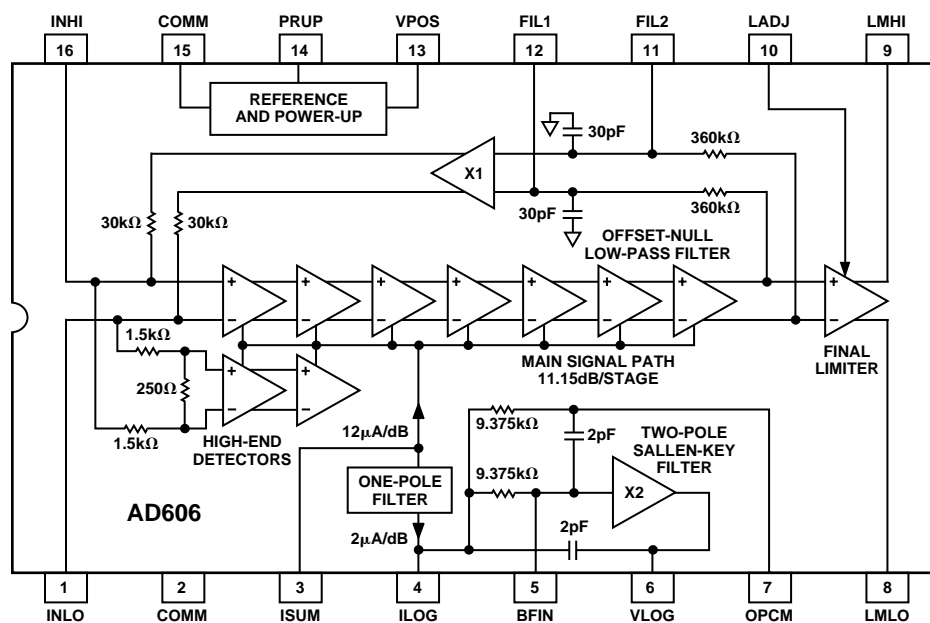 INHI COMM PRUP VPOS FIL1 FIL2 LADJ LMHI
16 15 14 13 12 11 10 9
REFERENCE
AND POWER-UP
30pF
360kΩ
X1
30kΩ
30kΩ
30pF
360kΩ
OFFSET-NULL
LOW-PASS FILTER
+ + + + + + + +
– – – – – – – –
1.5kΩ
MAIN SIGNAL PATH
11.15dB/STAGE
FINAL
LIMITER
+ +
250Ω
– –
1.5kΩ
HIGH-END
DETECTORS
12μA/dB
9.375kΩ
2pF
TWO-POLE
SALLEN-KEY
FILTER
ONE-POLE
FILTER
9.375kΩ
X2
AD606
2μA/dB
2pF
1 2 3 4 5 6 7 8
INLO COMM ISUM ILOG BFIN VLOG OPCM LMLO